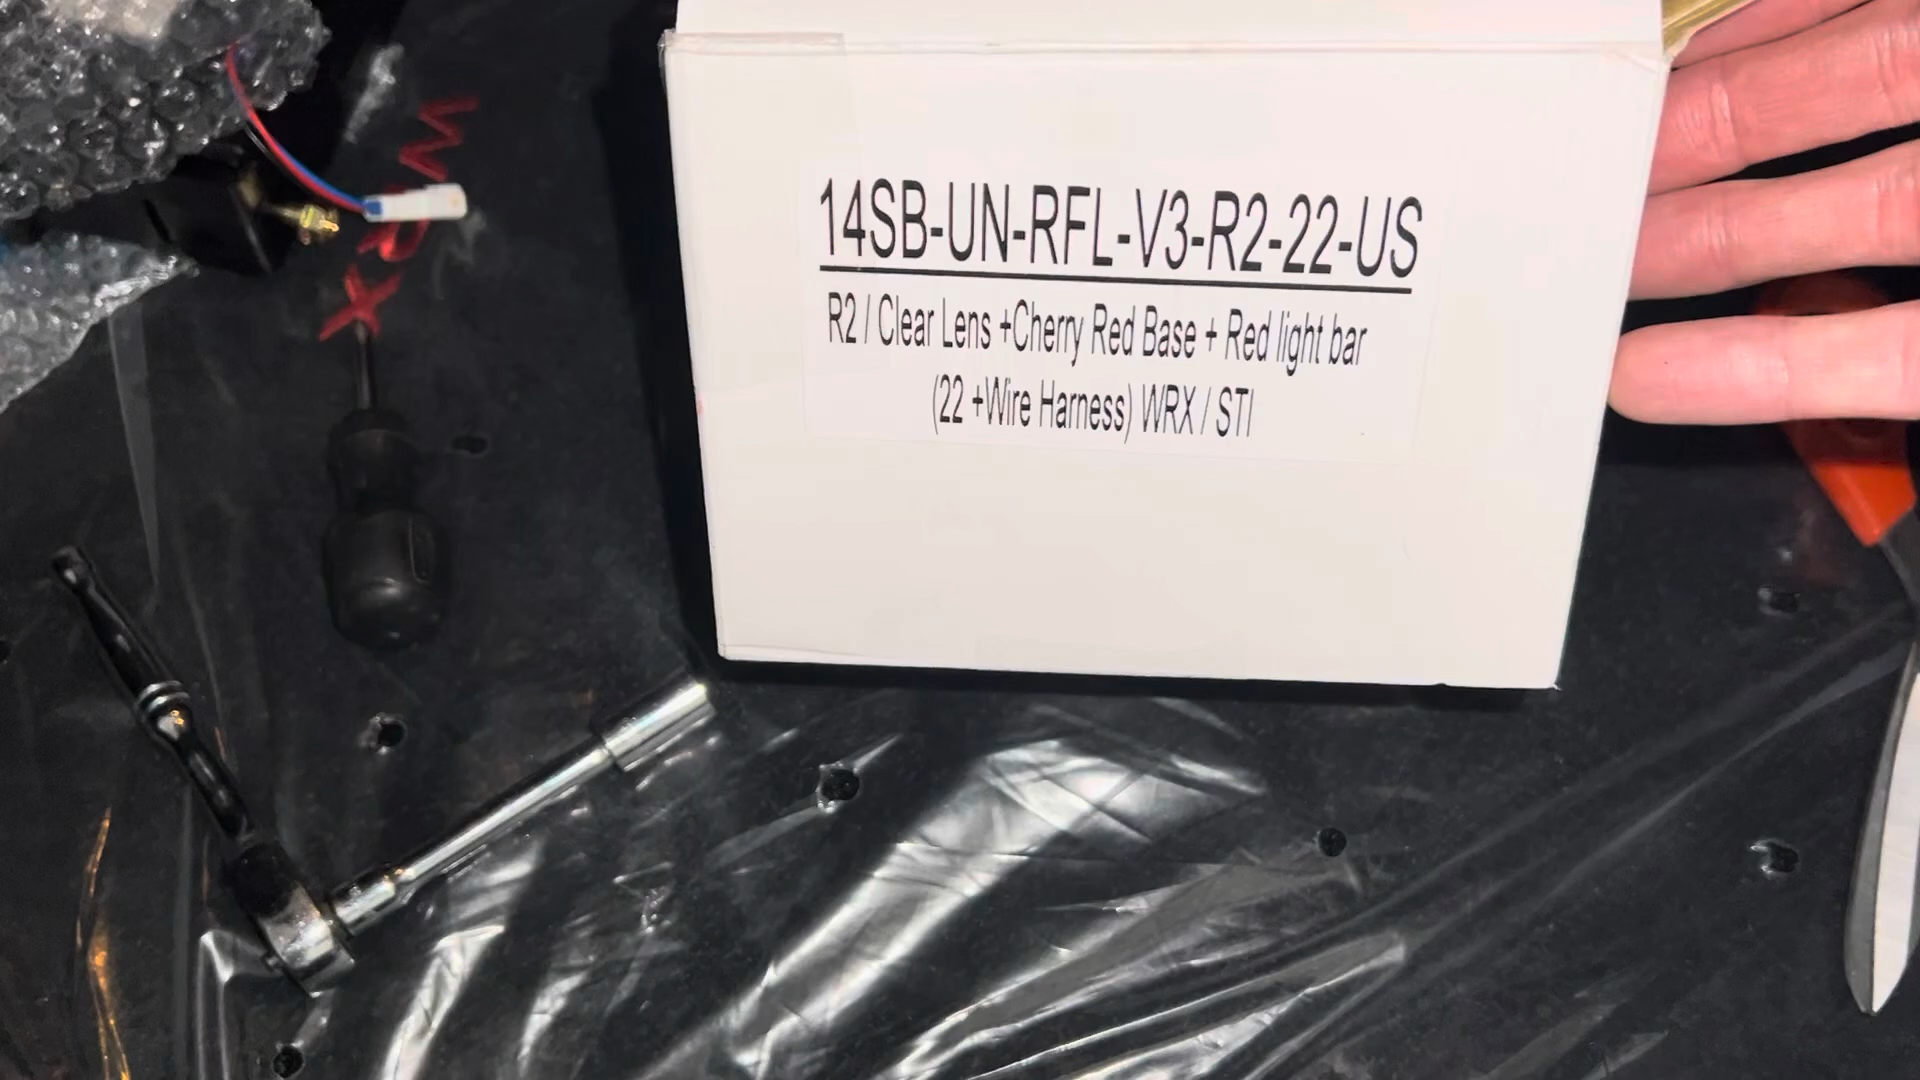 14SB-UN-RFL-V3-R2-22-US
R2 / Clear Lens +Cherry Red Base + Red light bar
(22 +Wire Harness) WRX / STI
WRX